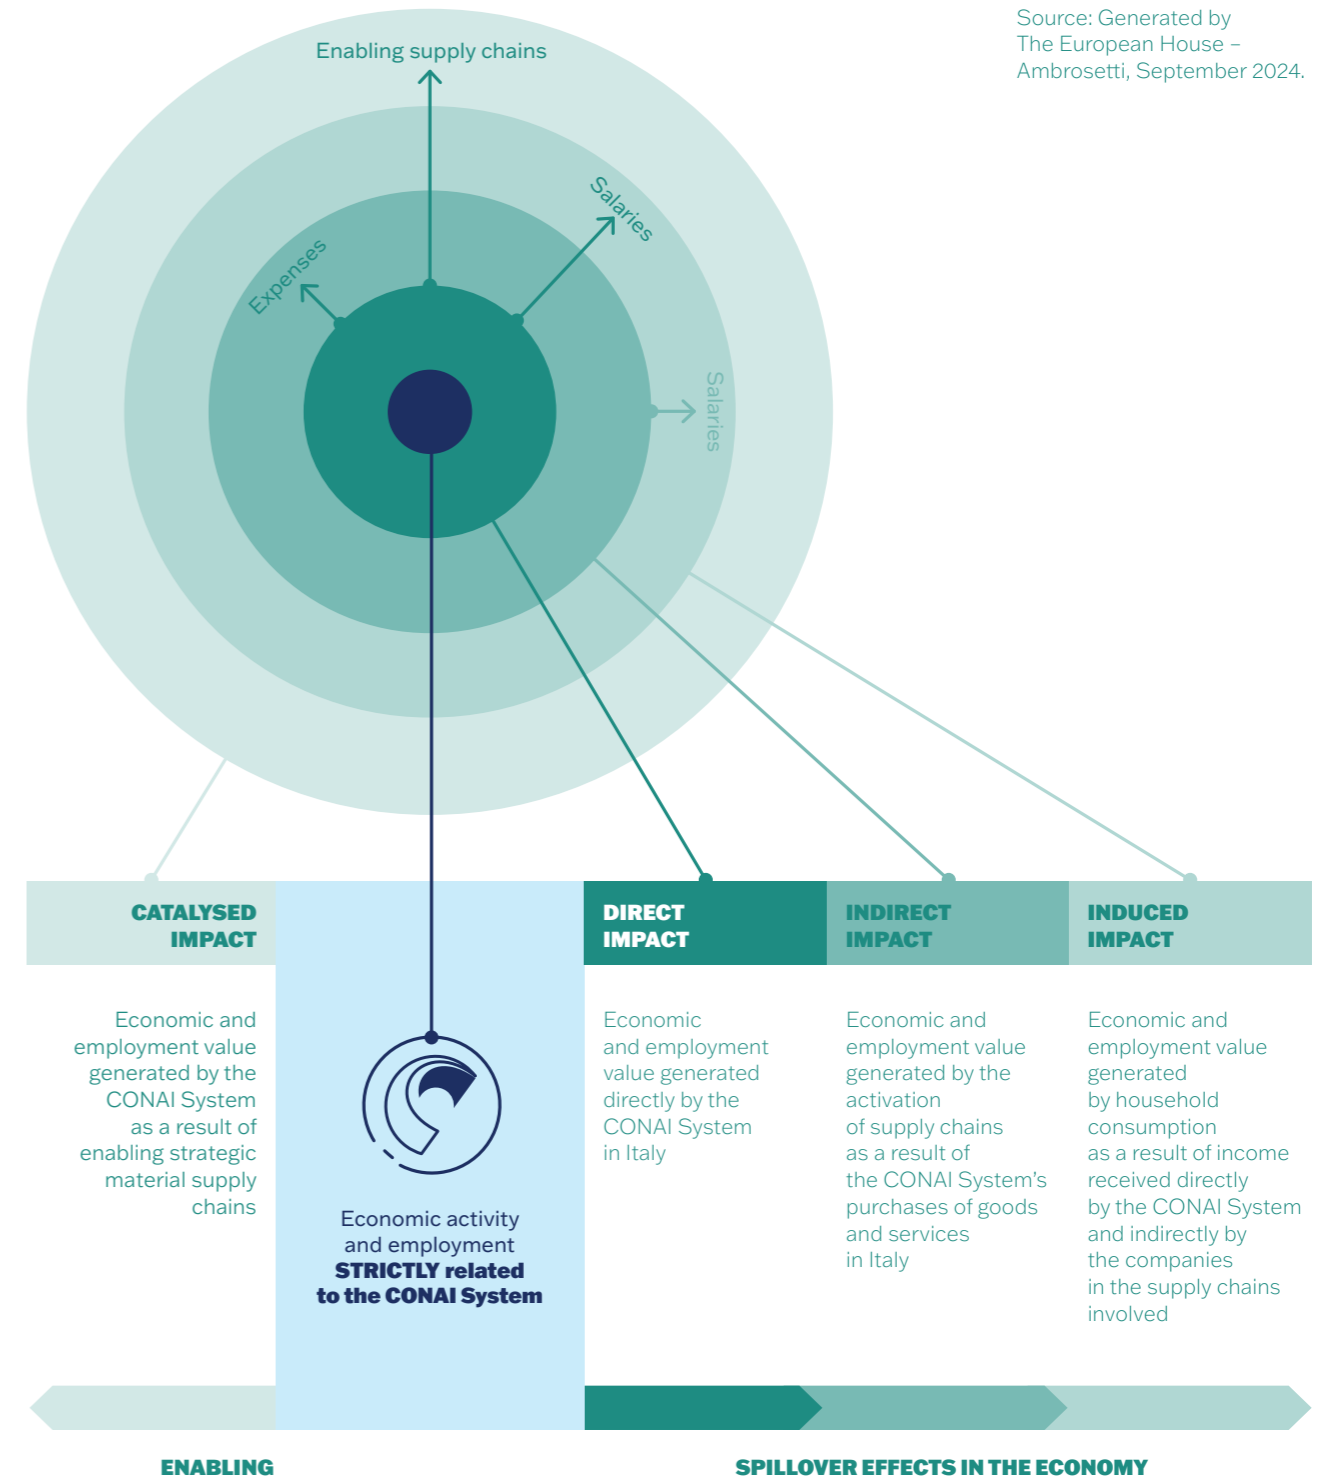 Source: Generated by
The European House –
Ambrosetti, September 2024.
Enabling supply chains
Salaries
Expenses
Salaries
CATALYSED
IMPACT
Economic and
employment value
generated by the
CONAI System
as a result of
enabling strategic
material supply
chains
Economic activity
and employment
STRICTLY related
to the CONAI System
DIRECT
IMPACT
Economic
and employment
value generated
directly by the
CONAI System
in Italy
INDIRECT
IMPACT
Economic and
employment value
generated by the
activation
of supply chains
as a result of
the CONAI System’s
purchases of goods
and services
in Italy
INDUCED
IMPACT
Economic and
employment value
generated
by household
consumption
as a result of income
received directly
by the CONAI System
and indirectly by
the companies
in the supply chains
involved
ENABLING
SPILLOVER EFFECTS IN THE ECONOMY